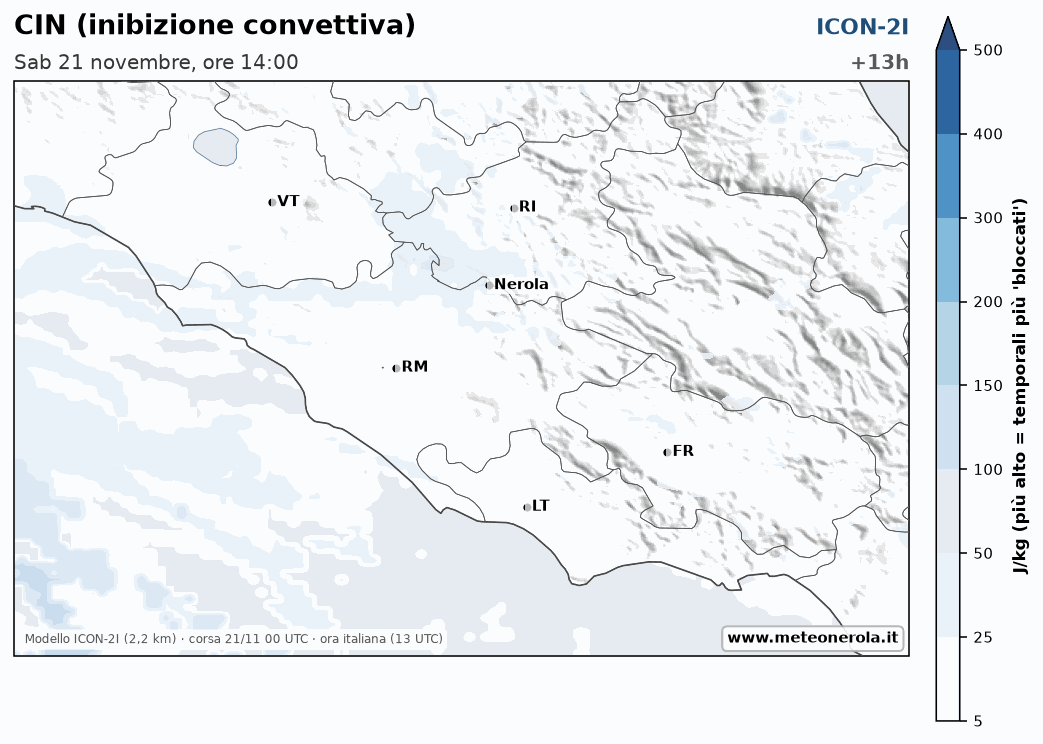 CIN (inibizione convettiva)
ICON-2I
Sab 21 novembre, ore 14:00
+13h
VT
RI
Nerola
RM
FR
LT
Modello ICON-2I (2,2 km) · corsa 21/11 00 UTC · ora italiana (13 UTC)
www.meteonerola.it
500
400
300
200
150
100
50
25
5
J/kg (più alto = temporali più 'bloccati')